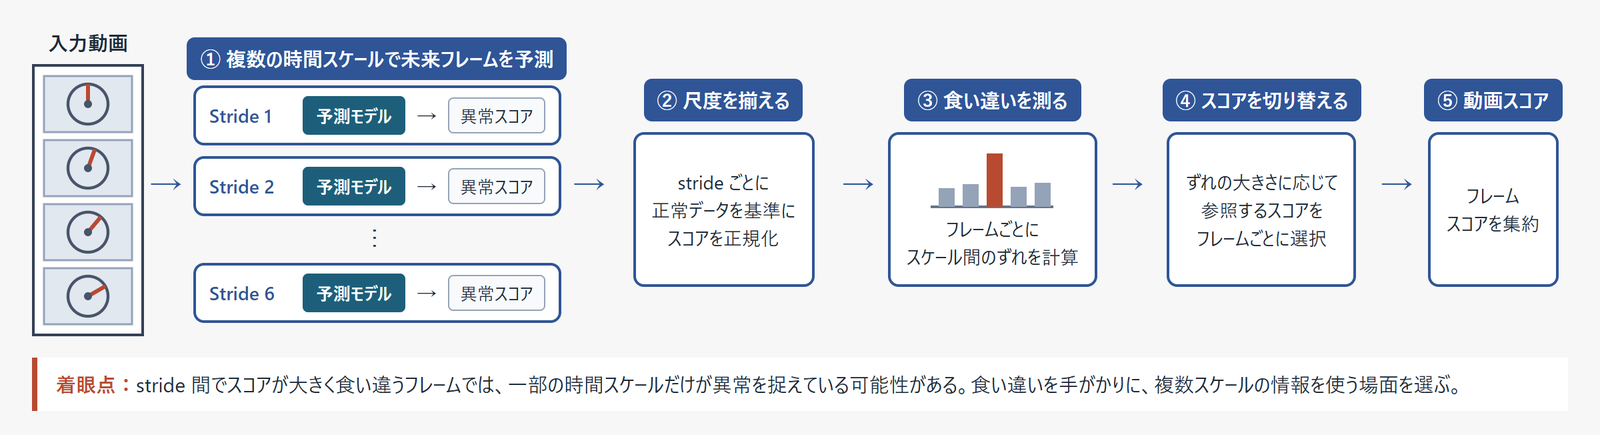 入力動画
① 複数の時間スケールで未来フレームを予測
Stride 1 予測モデル → 異常スコア
Stride 2 予測モデル → 異常スコア
⋮
Stride 6 予測モデル → 異常スコア
② 尺度を揃える
stride ごとに
正常データを基準に
スコアを正規化
③ 食い違いを測る
フレームごとに
スケール間のずれを計算
④ スコアを切り替える
ずれの大きさに応じて
参照するスコアを
フレームごとに選択
⑤ 動画スコア
フレーム
スコアを集約
着眼点：stride 間でスコアが大きく食い違うフレームでは、一部の時間スケールだけが異常を捉えている可能性がある。食い違いを手がかりに、複数スケールの情報を使う場面を選ぶ。